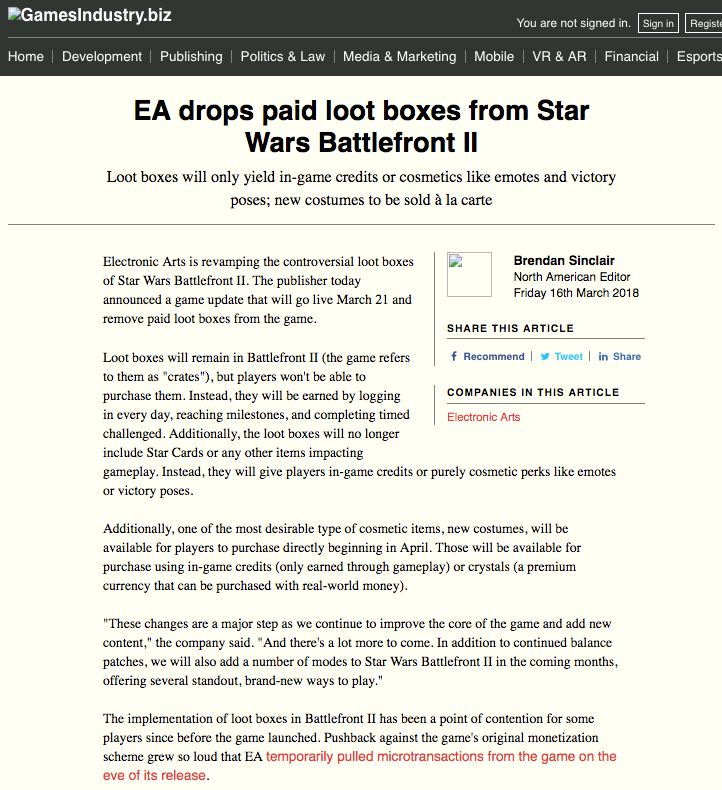 GamesIndustry.biz
You are not signed in. Sign in
Home Development Publishing Politics & Law Media & Marketing Mobile VR & AR Financial Esports
EA drops paid loot boxes from Star
Wars Battlefront II
Loot boxes will only yield in-game credits or cosmetics like emotes and victory
poses; new costumes to be sold à la carte
Electronic Arts is revamping the controversial loot boxes
of Star Wars Battlefront II. The publisher today
announced a game update that will go live March 21 and
remove paid loot boxes from the game.
Loot boxes will remain in Battlefront II (the game refers
to them as "crates"), but players won't be able to
purchase them. Instead, they will be earned by logging
in every day, reaching milestones, and completing timed
challenged. Additionally, the loot boxes will no longer
include Star Cards or any other items impacting
gameplay. Instead, they will give players in-game credits or purely cosmetic perks like emotes
or victory poses.
Brendan Sinclair
North American Editor
Friday 16th March 2018
SHARE THIS ARTICLE
Recommend Tweet Share
COMPANIES IN THIS ARTICLE
Electronic Arts
Additionally, one of the most desirable type of cosmetic items, new costumes, will be
available for players to purchase directly beginning in April. Those will be available for
purchase using in-game credits (only earned through gameplay) or crystals (a premium
currency that can be purchased with real-world money).
"These changes are a major step as we continue to improve the core of the game and add new
content," the company said. "And there's a lot more to come. In addition to continued balance
patches, we will also add a number of modes to Star Wars Battlefront II in the coming months,
offering several standout, brand-new ways to play."
The implementation of loot boxes in Battlefront II has been a point of contention for some
players since before the game launched. Pushback against the game's original monetization
scheme grew so loud that EA temporarily pulled microtransactions from the game on the
eve of its release.